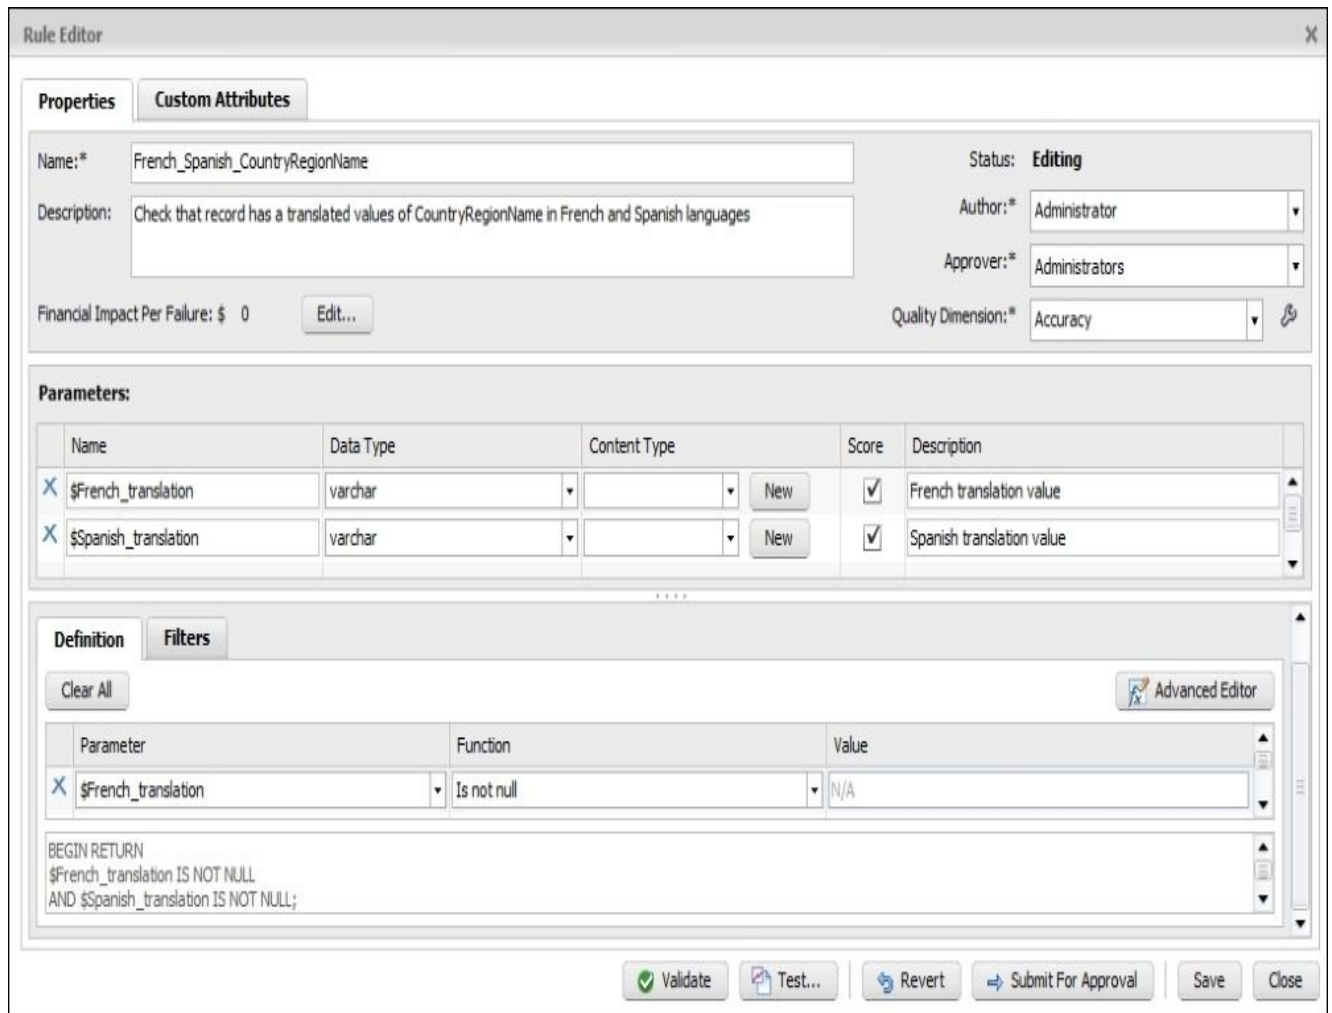 Rule Editor
Properties Custom Attributes
Name:* French_Spanish_CountryRegionName Status: Editing
Description: Check that record has a translated values of CountryRegionName in French and Spanish languages Author:* Administrator
Approver:* Administrators
Financial Impact Per Failure: $ 0 Edit... Quality Dimension:* Accuracy
Parameters:
Name Data Type Content Type Score Description
$French_translation varchar New French translation value
$Spanish_translation varchar New Spanish translation value
Definition Filters
Clear All Advanced Editor
Parameter Function Value
$French_translation Is not null N/A
BEGIN RETURN
$French_translation IS NOT NULL
AND $Spanish_translation IS NOT NULL;
Validate Test... Revert Submit For Approval Save Close